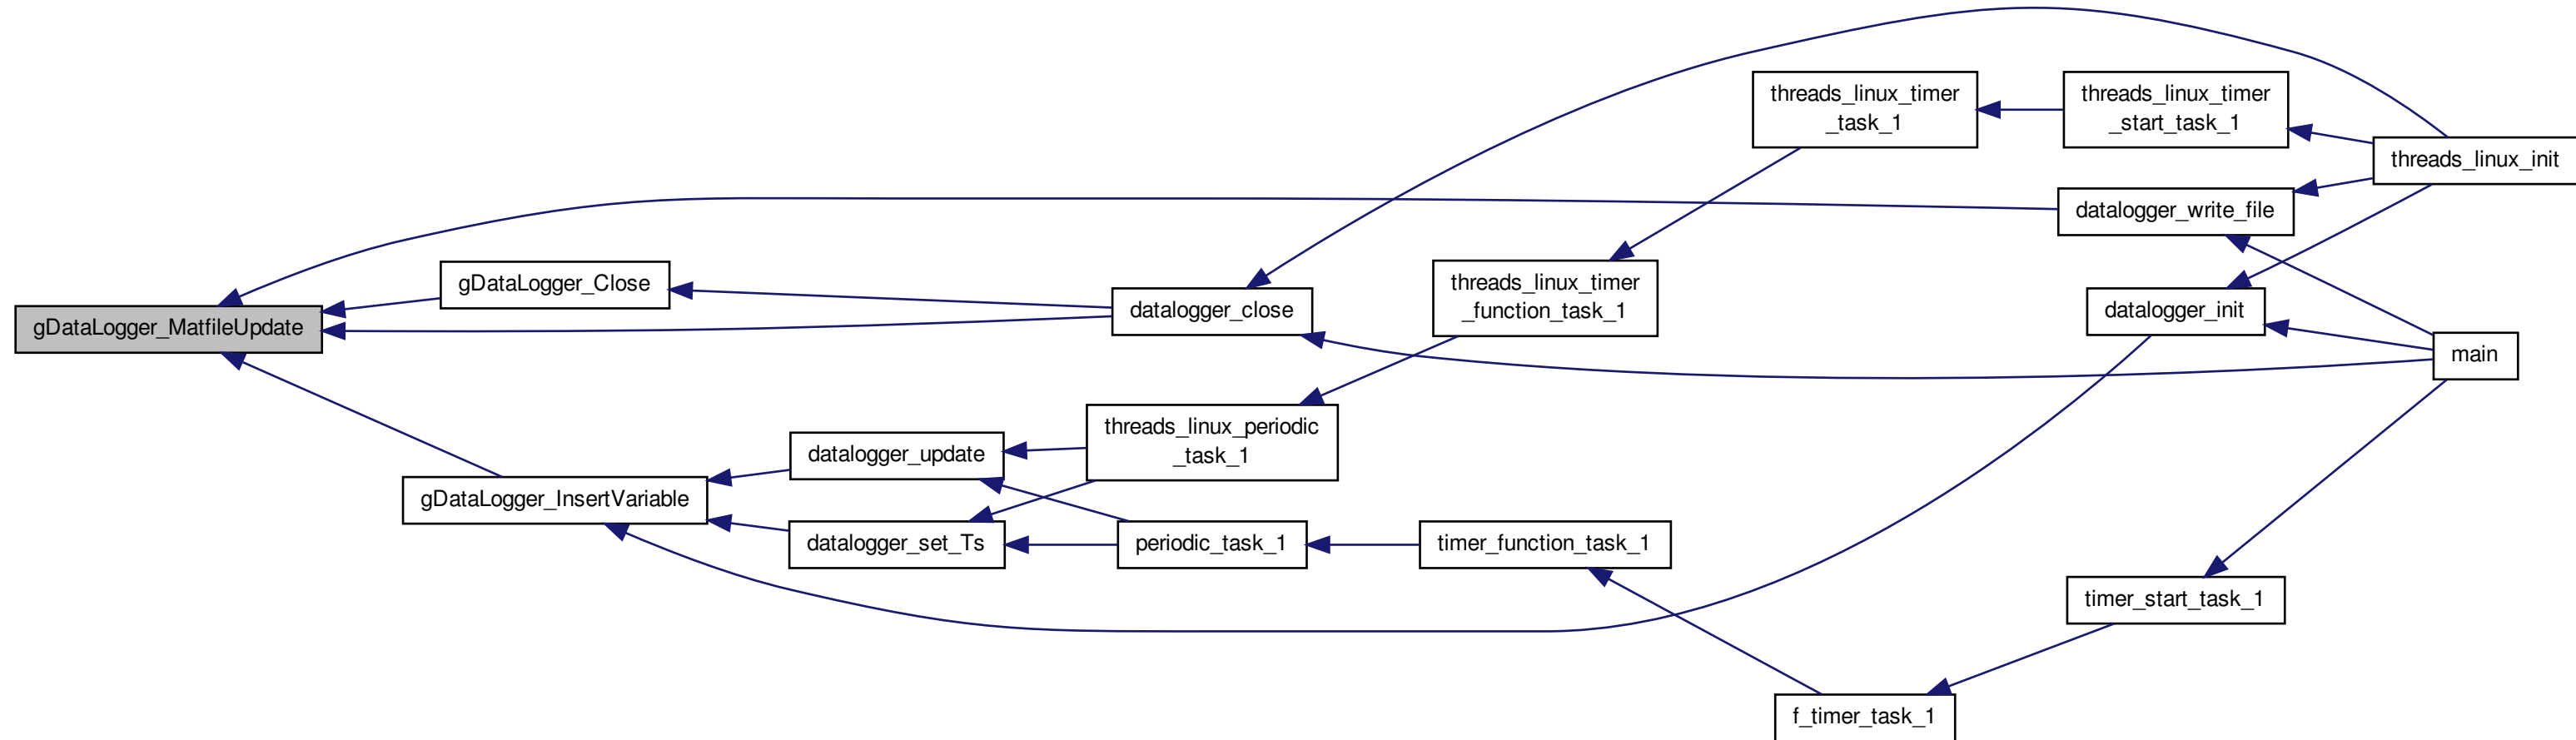 threads_linux_timer
_task_1
threads_linux_timer
_start_task_1
threads_linux_init
datalogger_write_file
gDataLogger_Close
threads_linux_timer
_function_task_1
datalogger_close
datalogger_init
gDataLogger_MatfileUpdate
main
threads_linux_periodic
_task_1
datalogger_update
gDataLogger_InsertVariable
datalogger_set_Ts
periodic_task_1
timer_function_task_1
timer_start_task_1
f_timer_task_1